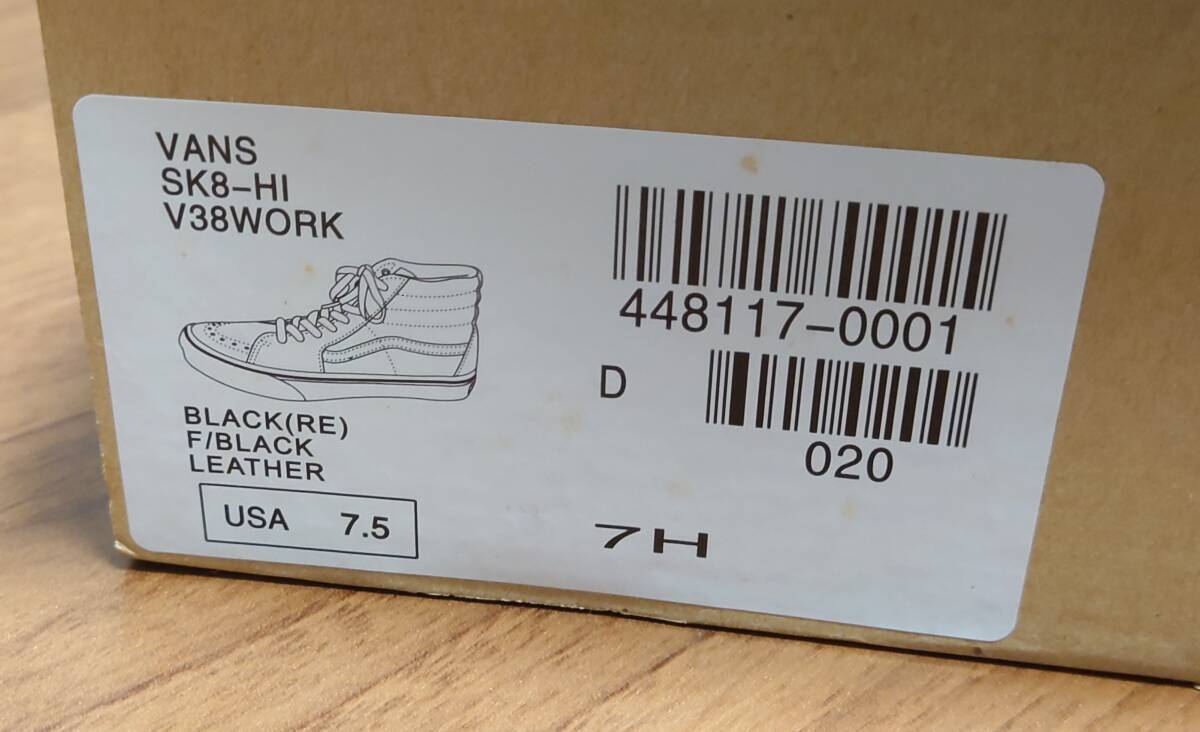 VANS
SK8-HI
V38WORK
BLACK(RE)
F/BLACK
LEATHER
USA 7.5
448117-0001
D
020
7H